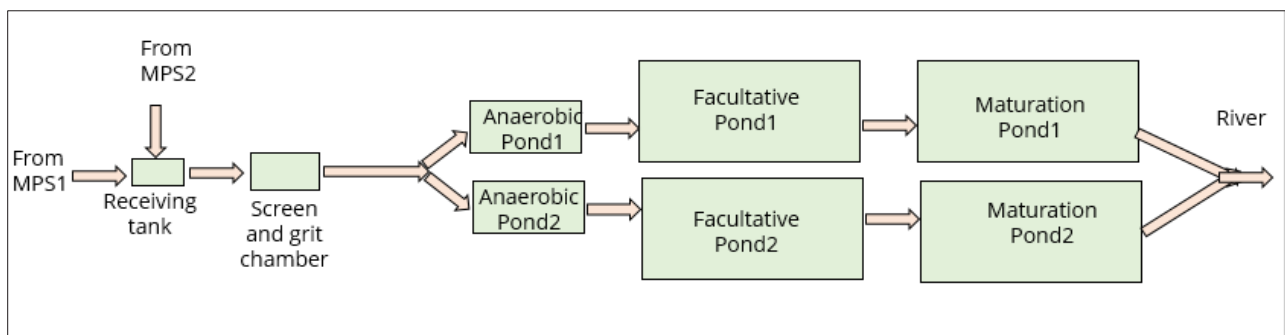 From
MPS2
From
MPS1
Receiving
tank
Screen
and grit
chamber
Anaerobic
Pond1
Anaerobic
Pond2
Facultative
Pond1
Facultative
Pond2
Maturation
Pond1
Maturation
Pond2
River